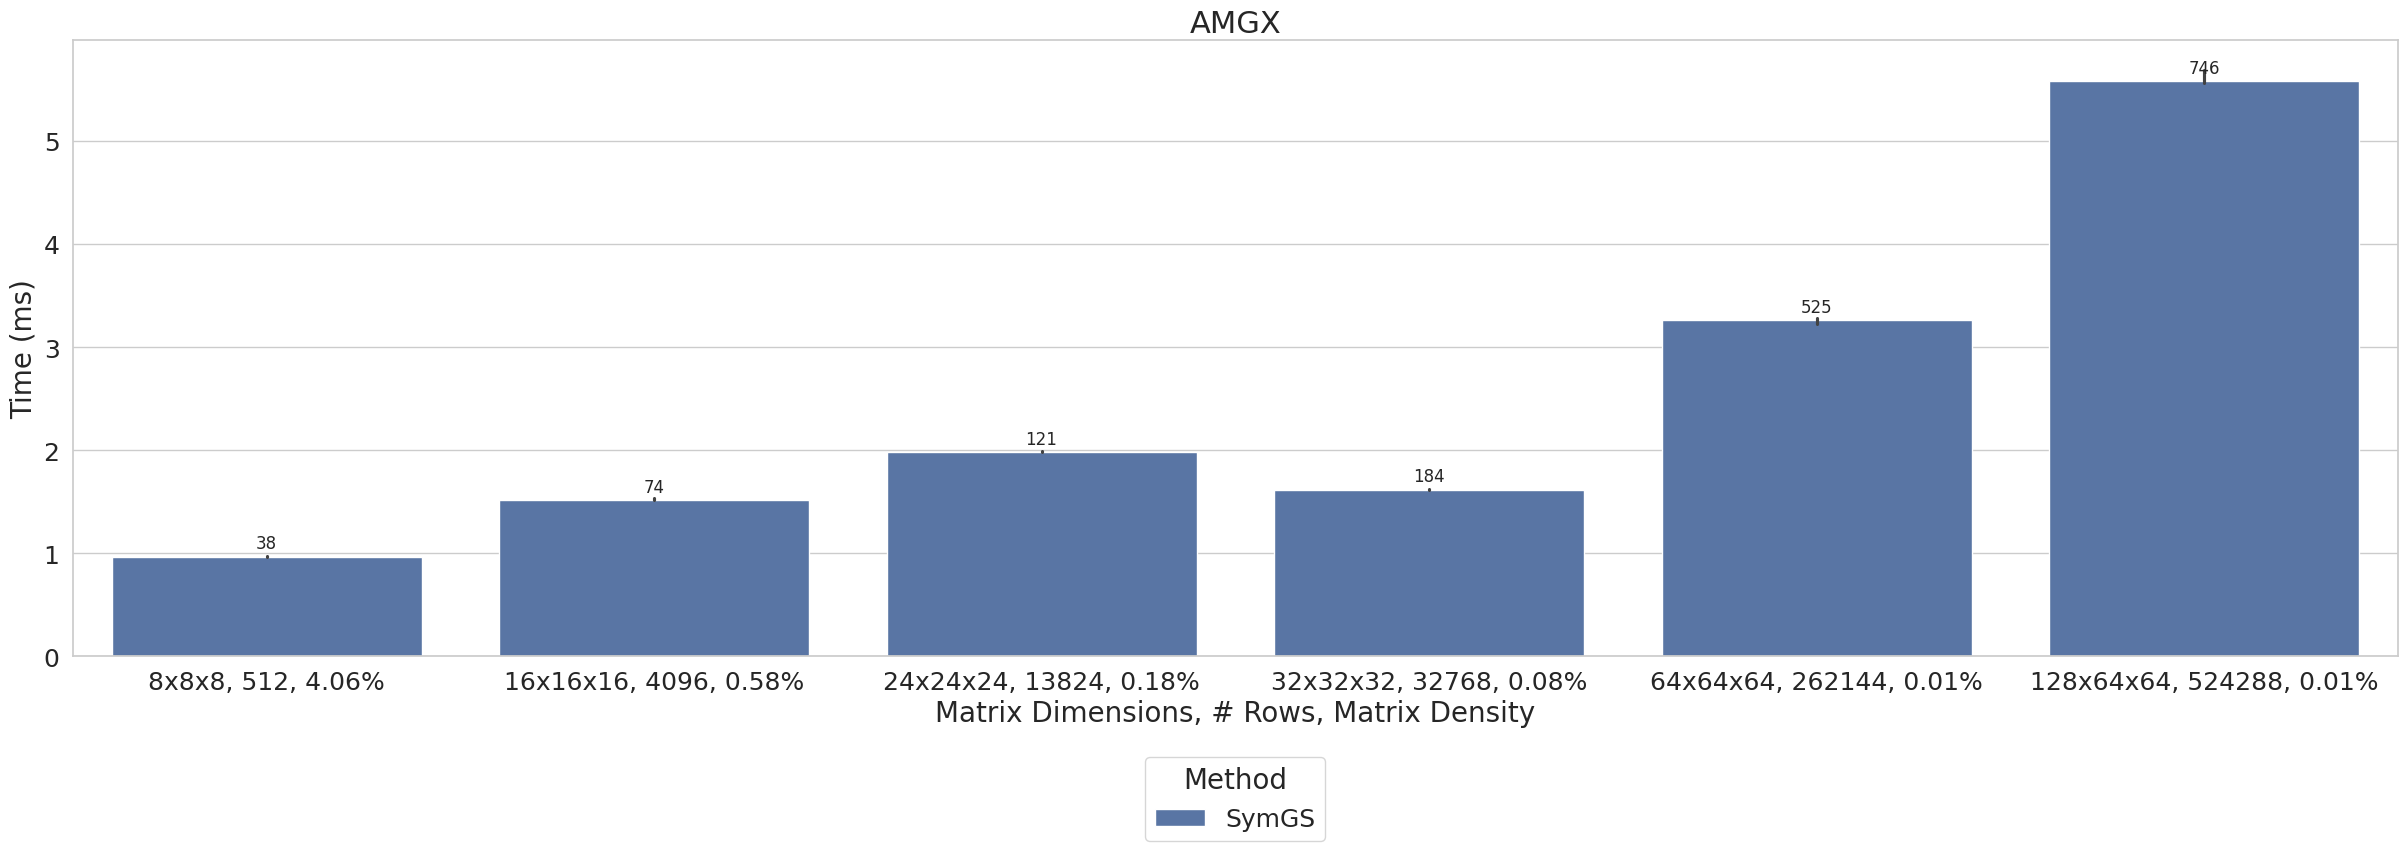 AMGX
Time (ms)
5
4
3
2
1
0
38
74
121
184
525
746
8x8x8, 512, 4.06%
16x16x16, 4096, 0.58%
24x24x24, 13824, 0.18%
32x32x32, 32768, 0.08%
64x64x64, 262144, 0.01%
128x64x64, 524288, 0.01%
Matrix Dimensions, # Rows, Matrix Density
Method
SymGS